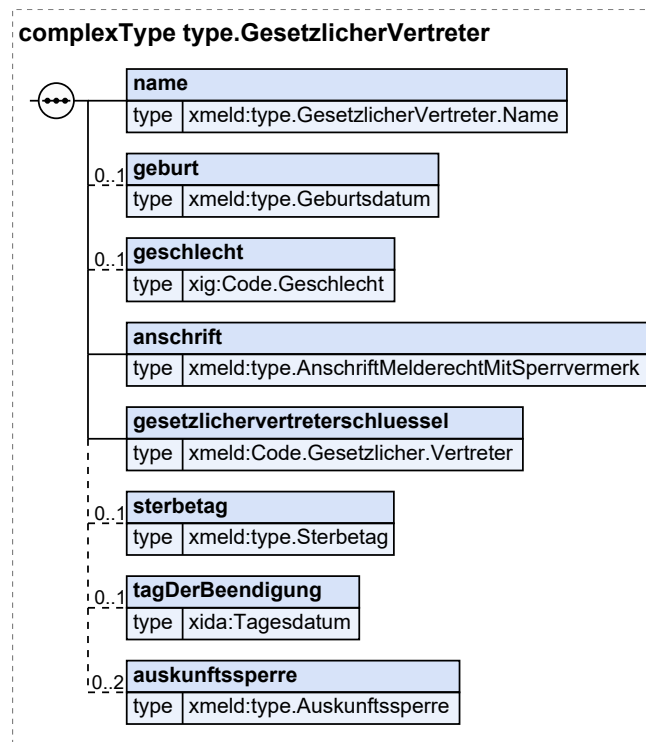 complexType type.GesetzlicherVertreter
name
type xmeld:type.GesetzlicherVertreter.Name
0..1 geburt
type xmeld:type.Geburtsdatum
0..1 geschlecht
type xig:Code.Geschlecht
anschrift
type xmeld:type.AnschriftMelderechtMitSperrvermerk
gesetzlichervertreterschluessel
type xmeld:Code.Gesetzlicher.Vertreter
0..1 sterbetag
type xmeld:type.Sterbetag
0..1 tagDerBeendigung
type xida:Tagesdatum
0..2 auskunftssperre
type xmeld:type.Auskunftssperre